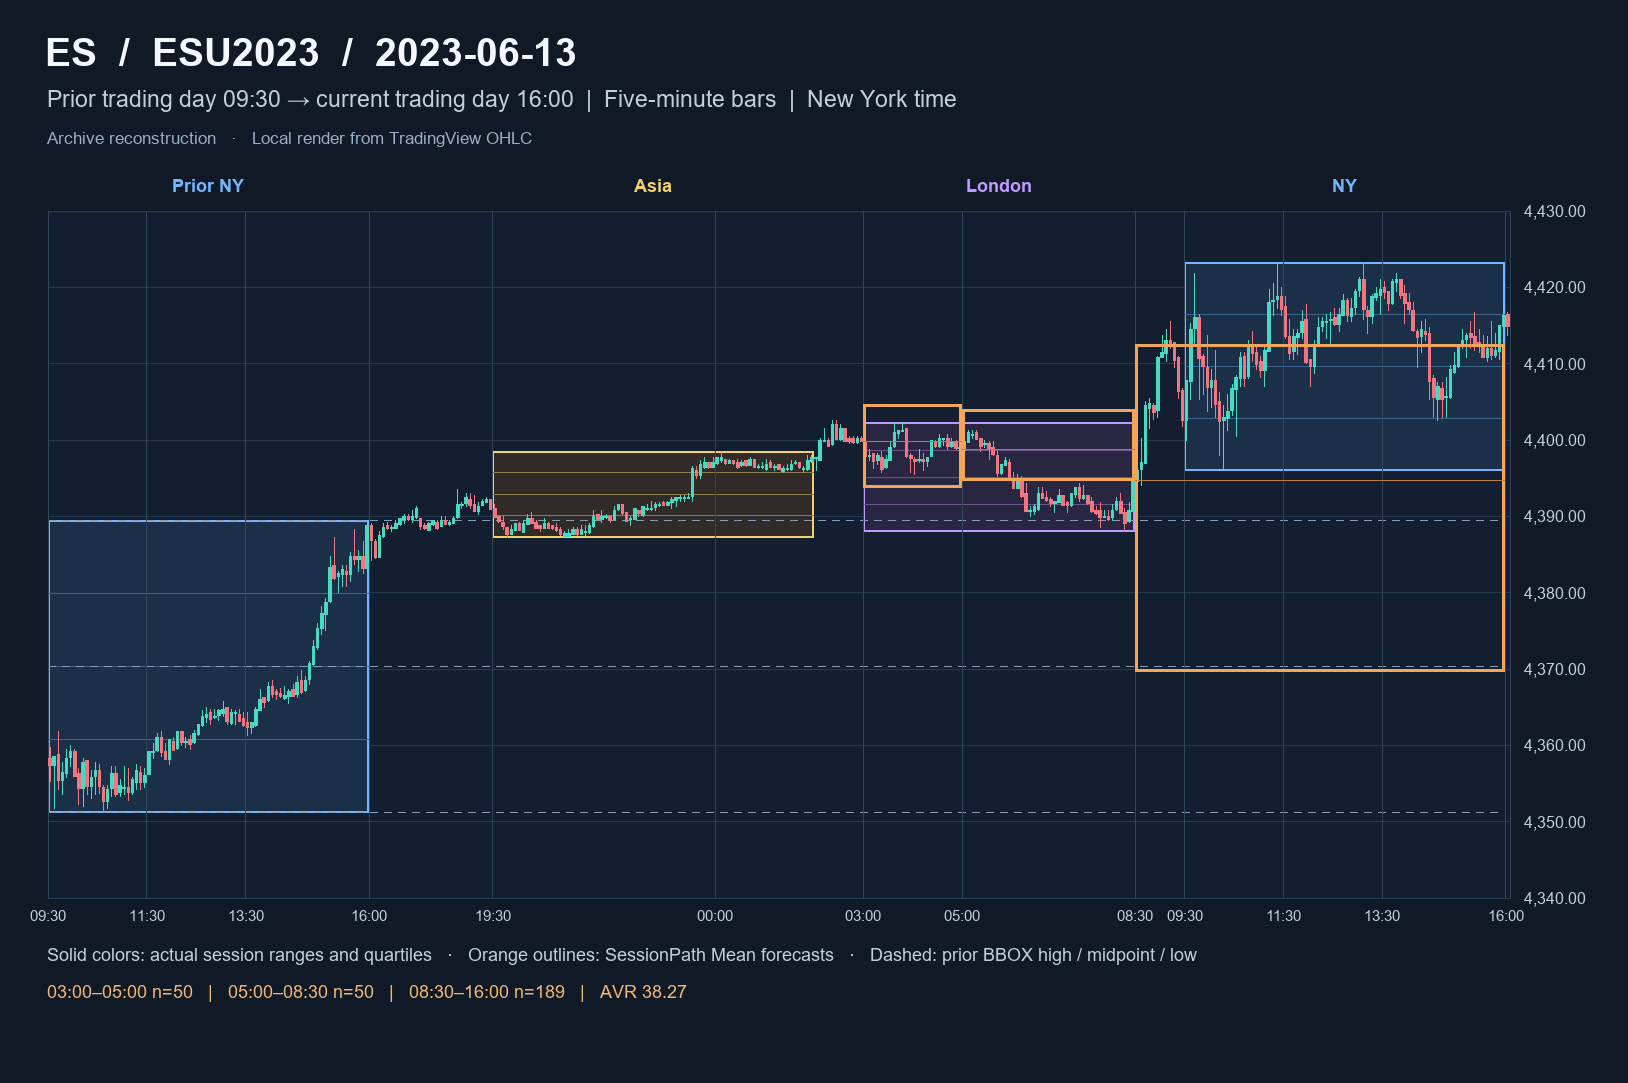 ES / ESU2023 / 2023-06-13
Prior trading day 09:30 → current trading day 16:00 | Five-minute bars | New York time
Archive reconstruction · Local render from TradingView OHLC
Prior NY Asia London NY
4,430.00
4,420.00
4,410.00
4,400.00
4,390.00
4,380.00
4,370.00
4,360.00
4,350.00
4,340.00
09:30 11:30 13:30 16:00 19:30 00:00 03:00 05:00 08:30 09:30 11:30 13:30 16:00
Solid colors: actual session ranges and quartiles · Orange outlines: SessionPath Mean forecasts · Dashed: prior BBOX high / midpoint / low
03:00–05:00 n=50 | 05:00–08:30 n=50 | 08:30–16:00 n=189 | AVR 38.27